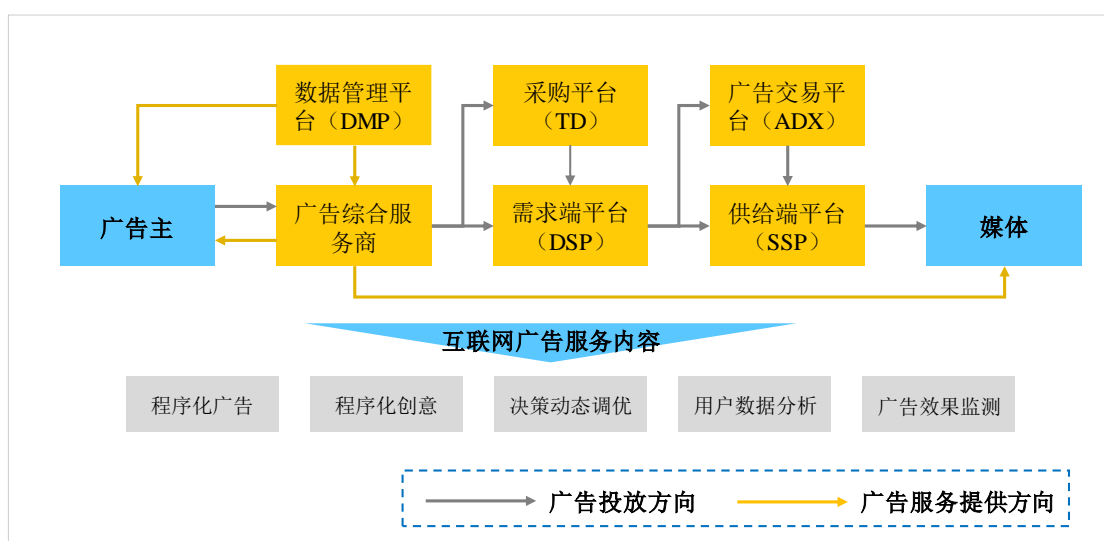 数据管理平
台（DMP）
采购平台
（TD）
广告交易平
台（ADX）
广告主
广告综合服
务商
需求端平台
（DSP）
供给端平台
（SSP）
媒体
互联网广告服务内容
程序化广告
程序化创意
决策动态调优
用户数据分析
广告效果监测
广告投放方向
广告服务提供方向